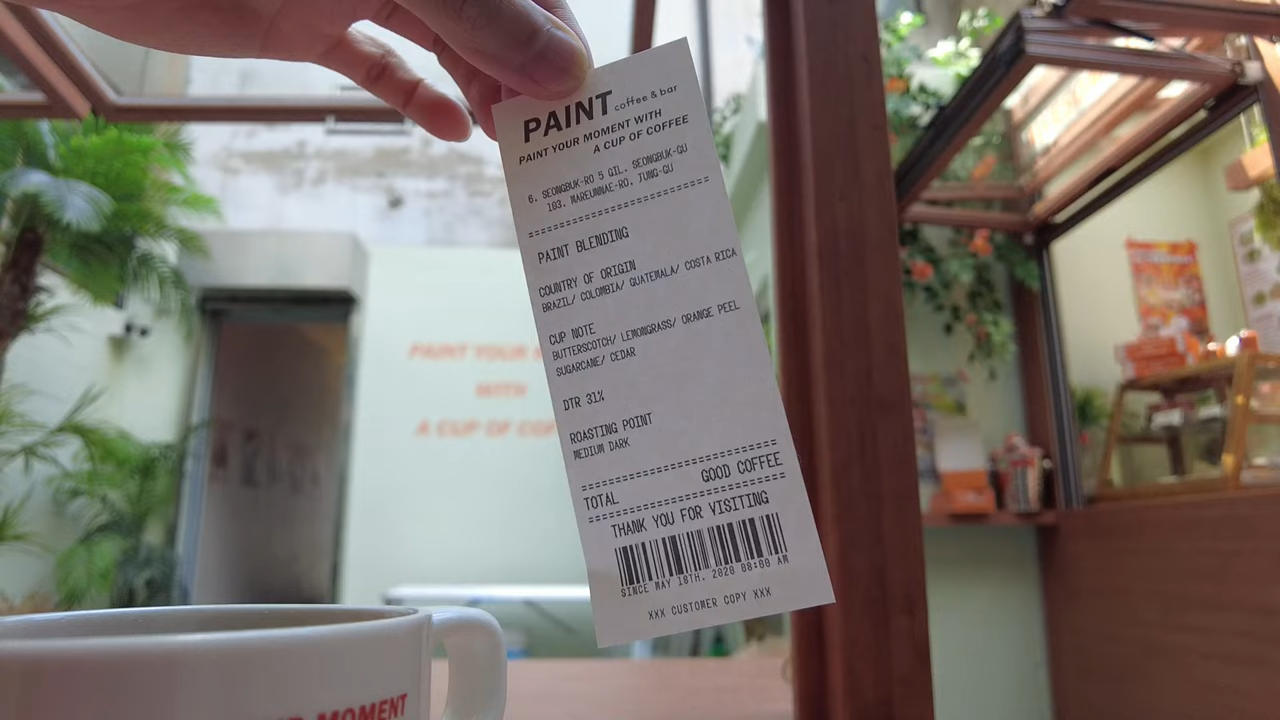 PAINT coffee & bar
PAINT YOUR MOMENT WITH
A CUP OF COFFEE
6. SEONGBUK-RO 5 GIL. SEONGBUK-GU
103. MAREUNNAE-RO. JUNG-GU
===========================
PAINT BLENDING
COUNTRY OF ORIGIN
BRAZIL/ COLOMBIA/ GUATEMALA/ COSTA RICA
CUP NOTE
BUTTERSCOTCH/ LEMONGRASS/ ORANGE PEEL
SUGARCANE/ CEDAR
DTR 31%
ROASTING POINT
MEDIUM DARK
===========================
TOTAL GOOD COFFEE
===========================
THANK YOU FOR VISITING
SINCE MAY 18TH. 2020 08:00 AM
XXX CUSTOMER COPY XXX
PAINT YOUR
WITH
A CUP OF
MOMENT